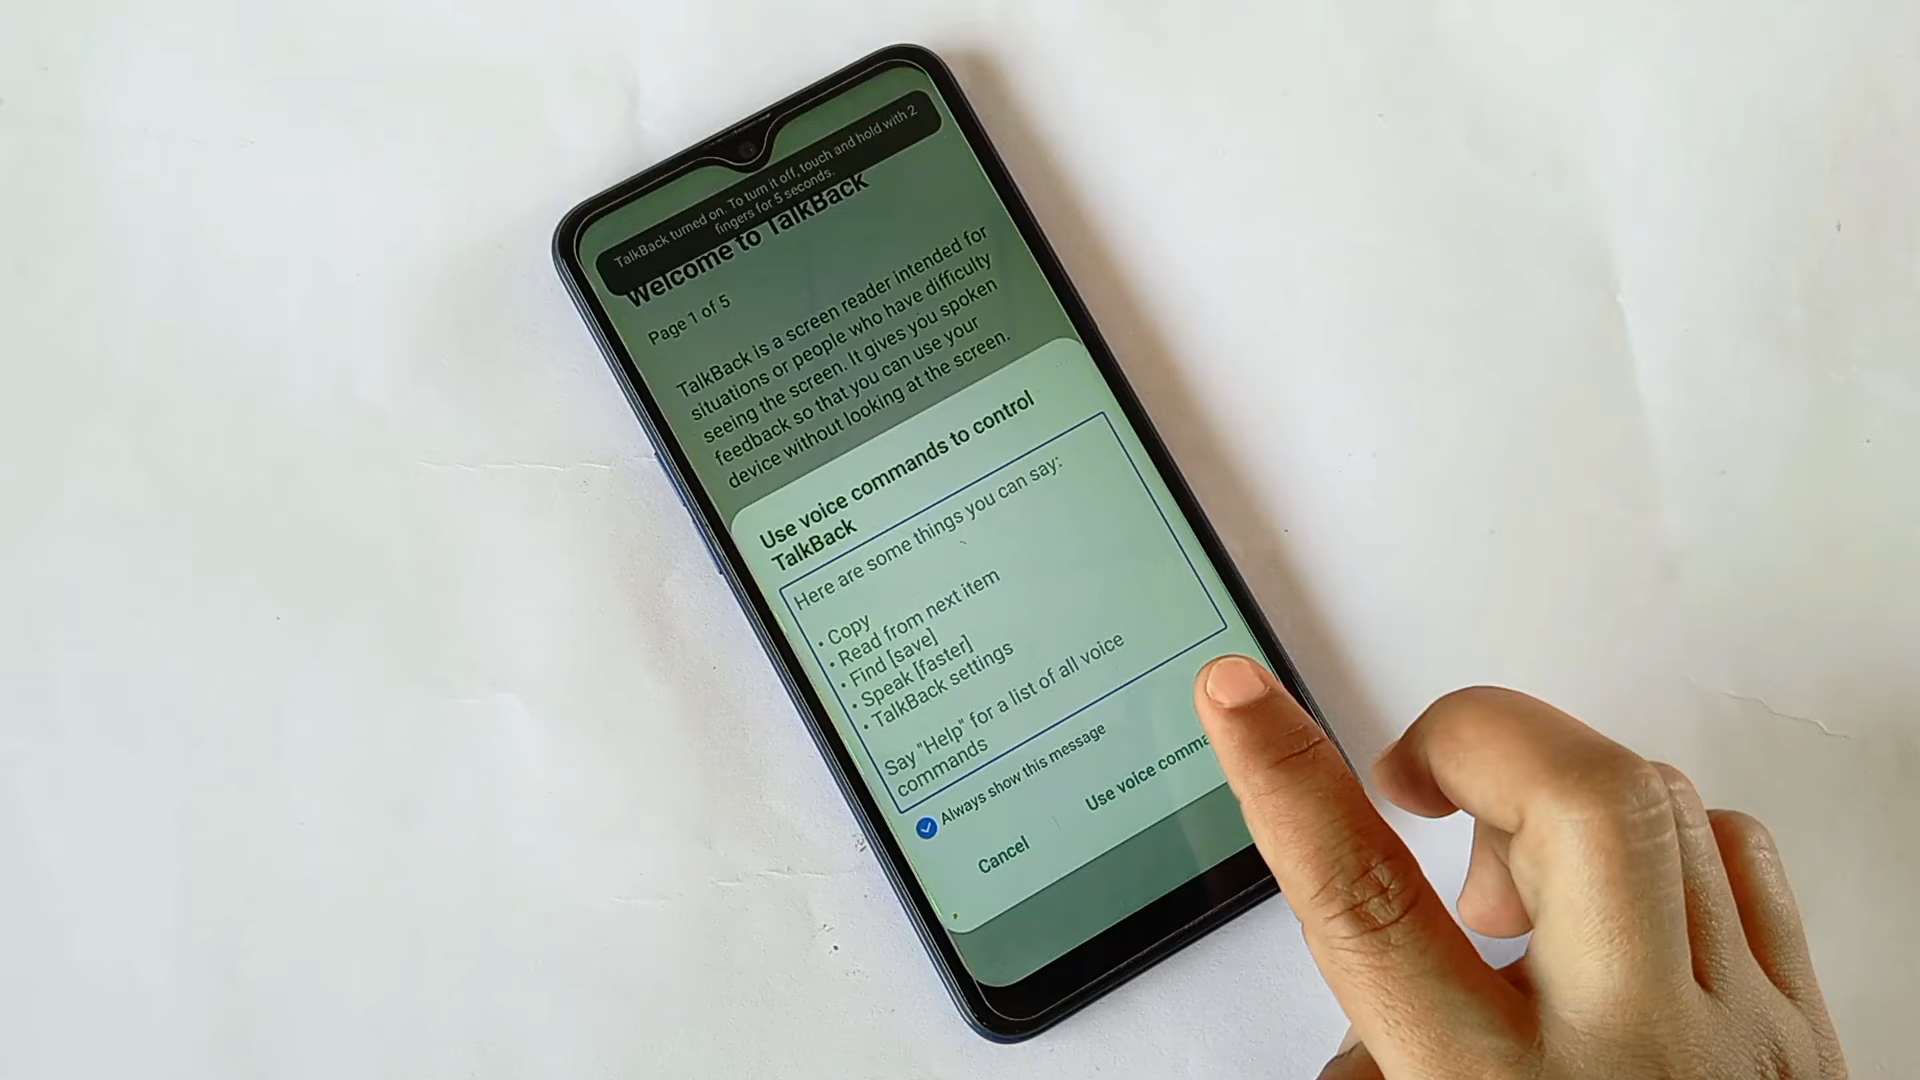 TalkBack turned on. To turn it off, touch and hold with 2
fingers for 5 seconds.
Welcome to TalkBack
Page 1 of 5
TalkBack is a screen reader intended for
situations or people who have difficulty
seeing the screen. It gives you spoken
feedback so that you can use your
device without looking at the screen.
Use voice commands to control
TalkBack
Here are some things you can say:
• Copy
• Read from next item
• Find [save]
• Speak [faster]
• TalkBack settings
Say "Help" for a list of all voice
commands
Always show this message
Cancel
Use voice